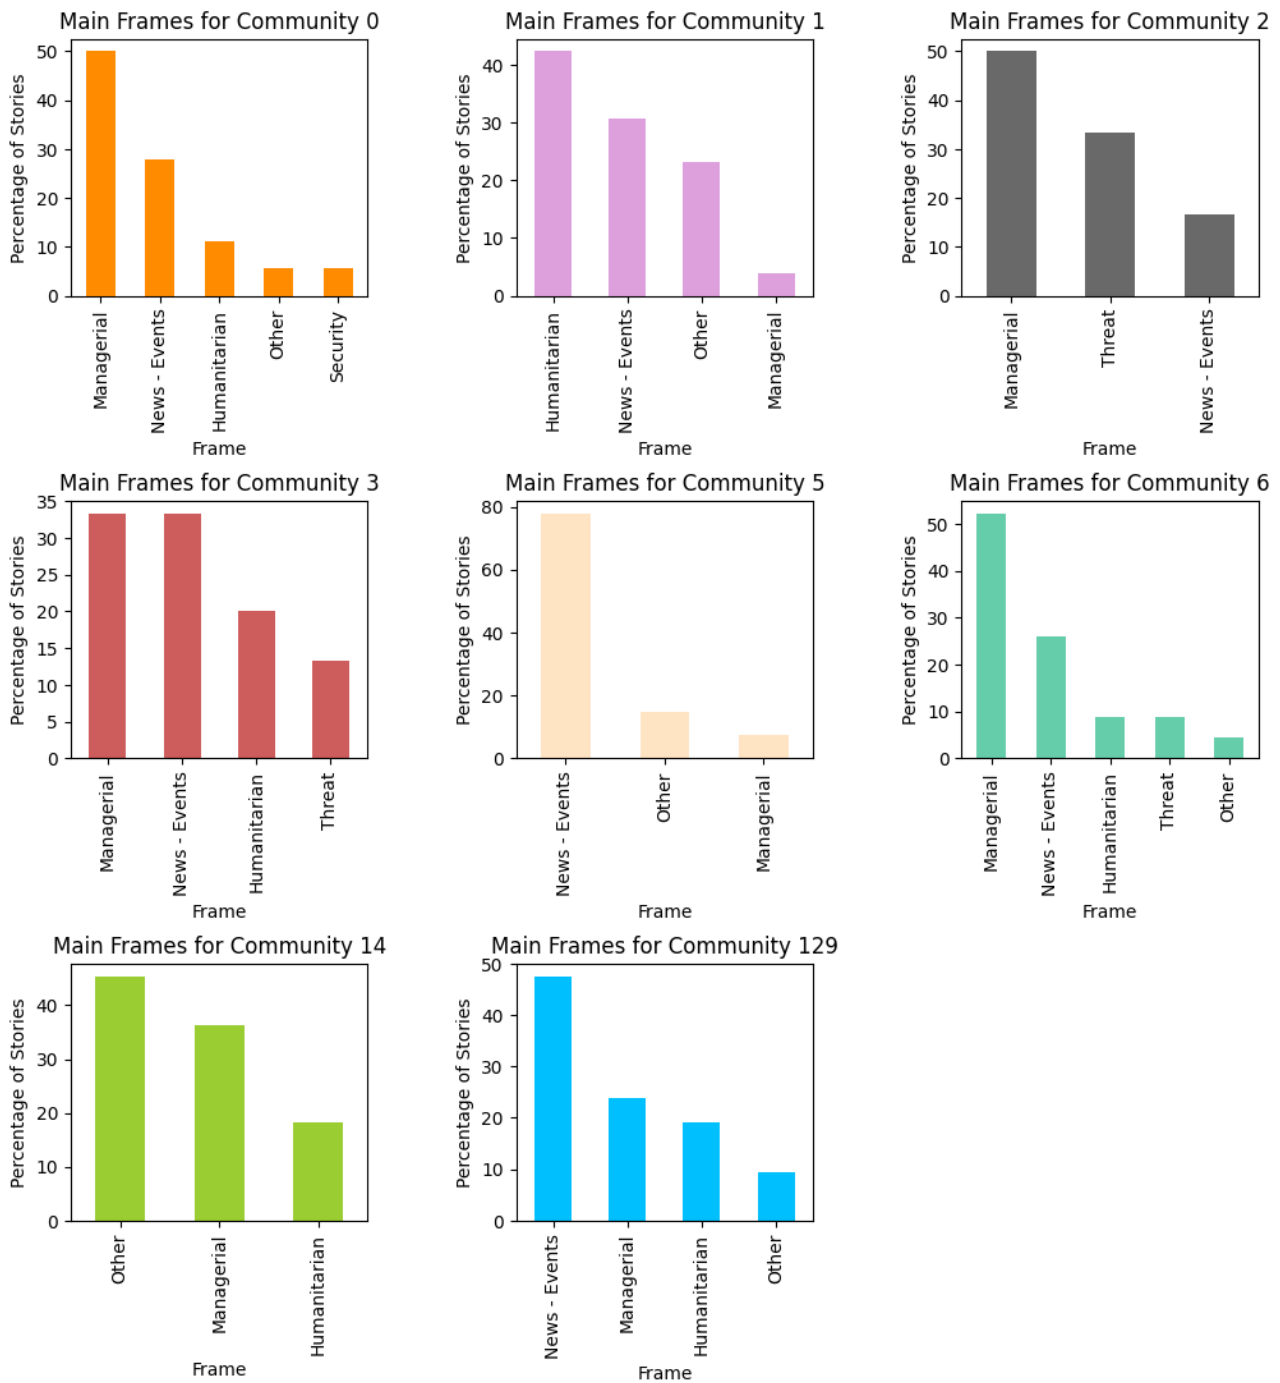 Main Frames for Community 0
Percentage of Stories
50
40
30
20
10
0
Managerial
News - Events
Humanitarian
Other
Security
Frame
Main Frames for Community 1
Percentage of Stories
40
30
20
10
0
Humanitarian
News - Events
Other
Managerial
Frame
Main Frames for Community 2
Percentage of Stories
50
40
30
20
10
0
Managerial
Threat
News - Events
Frame
Main Frames for Community 3
Percentage of Stories
35
30
25
20
15
10
5
0
Managerial
News - Events
Humanitarian
Threat
Frame
Main Frames for Community 5
Percentage of Stories
80
60
40
20
0
News - Events
Other
Managerial
Frame
Main Frames for Community 6
Percentage of Stories
50
40
30
20
10
0
Managerial
News - Events
Humanitarian
Threat
Other
Frame
Main Frames for Community 14
Percentage of Stories
40
30
20
10
0
Other
Managerial
Humanitarian
Frame
Main Frames for Community 129
Percentage of Stories
50
40
30
20
10
0
News - Events
Managerial
Humanitarian
Other
Frame